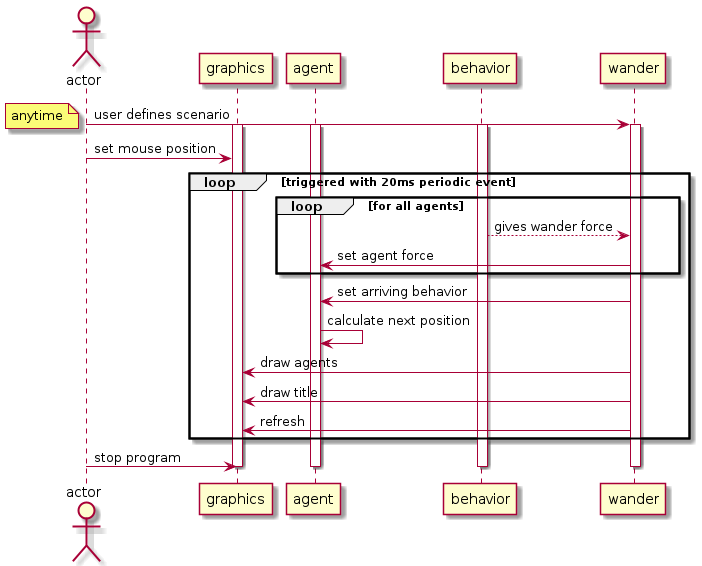 actor
graphics
agent
behavior
wander
anytime
user defines scenario
set mouse position
loop [triggered with 20ms periodic event]
loop [for all agents]
gives wander force
set agent force
set arriving behavior
calculate next position
draw agents
draw title
refresh
stop program
actor
graphics
agent
behavior
wander